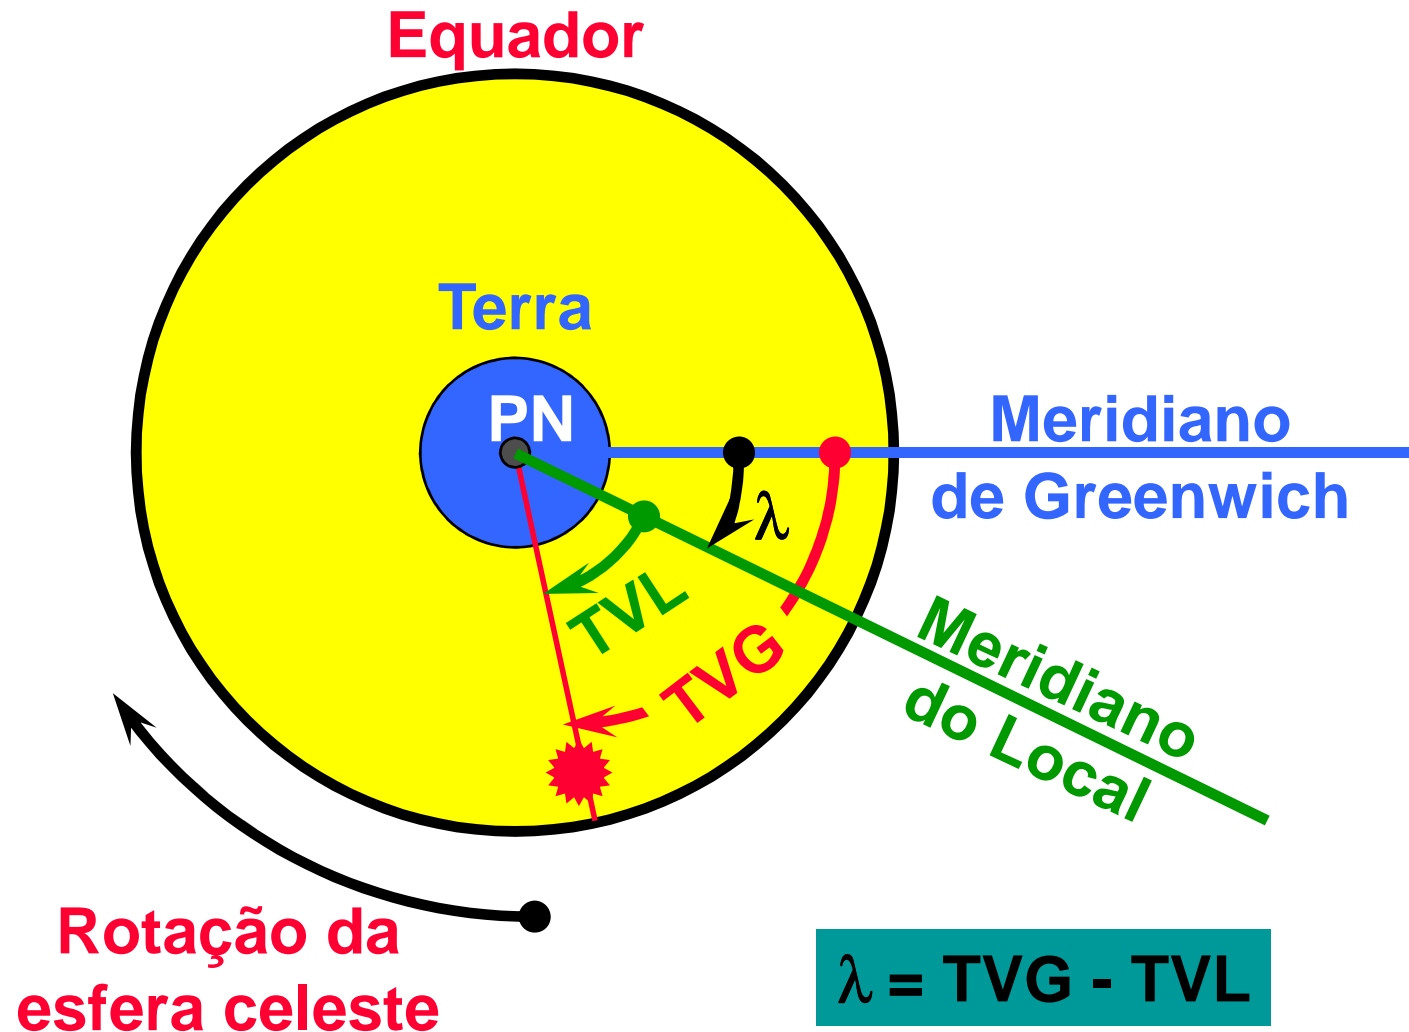 Equador
Terra
PN
Meridiano
de Greenwich
λ
TVL
TVG
Meridiano
do Local
Rotação da
esfera celeste
λ = TVG - TVL